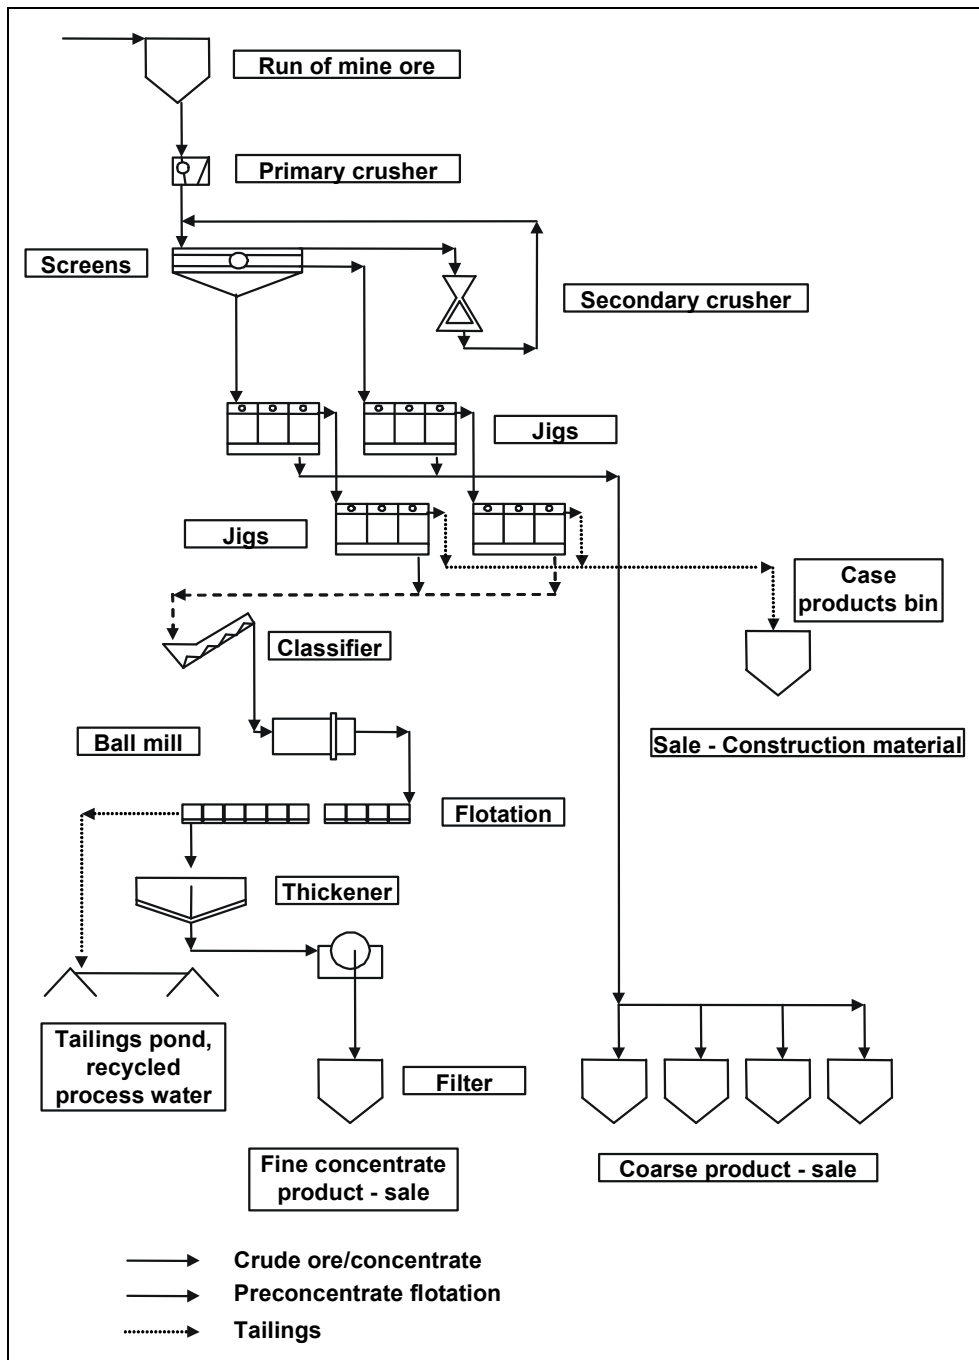 Run of mine ore
Primary crusher
Screens
Secondary crusher
Jigs
Jigs
Case
products bin
Classifier
Ball mill
Sale - Construction material
Flotation
Thickener
Tailings pond,
recycled
process water
Filter
Fine concentrate
product - sale
Coarse product - sale
Crude ore/concentrate
Preconcentrate flotation
Tailings